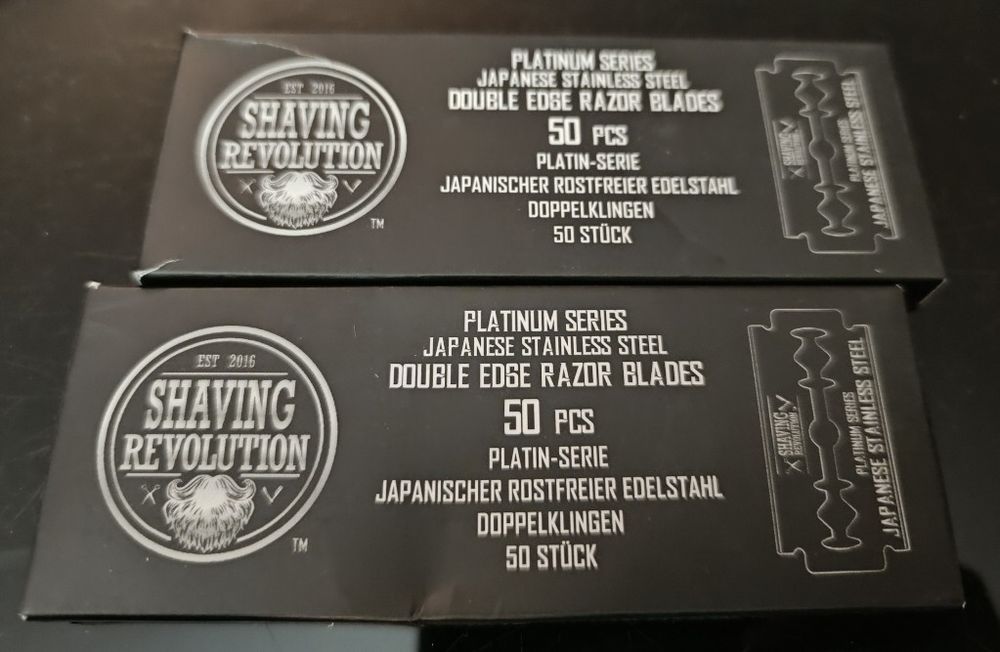 EST 2016
SHAVING
REVOLUTION
TM
PLATINUM SERIES
JAPANESE STAINLESS STEEL
DOUBLE EDGE RAZOR BLADES
50 PCS
PLATIN-SERIE
JAPANISCHER ROSTFREIER EDELSTAHL
DOPPELKLINGEN
50 STÜCK
SHAVING
REVOLUTION
PLATINUM SERIES
JAPANESE STAINLESS STEEL
EST 2016
SHAVING
REVOLUTION
TM
PLATINUM SERIES
JAPANESE STAINLESS STEEL
DOUBLE EDGE RAZOR BLADES
50 PCS
PLATIN-SERIE
JAPANISCHER ROSTFREIER EDELSTAHL
DOPPELKLINGEN
50 STÜCK
SHAVING
REVOLUTION
PLATINUM SERIES
JAPANESE STAINLESS STEEL